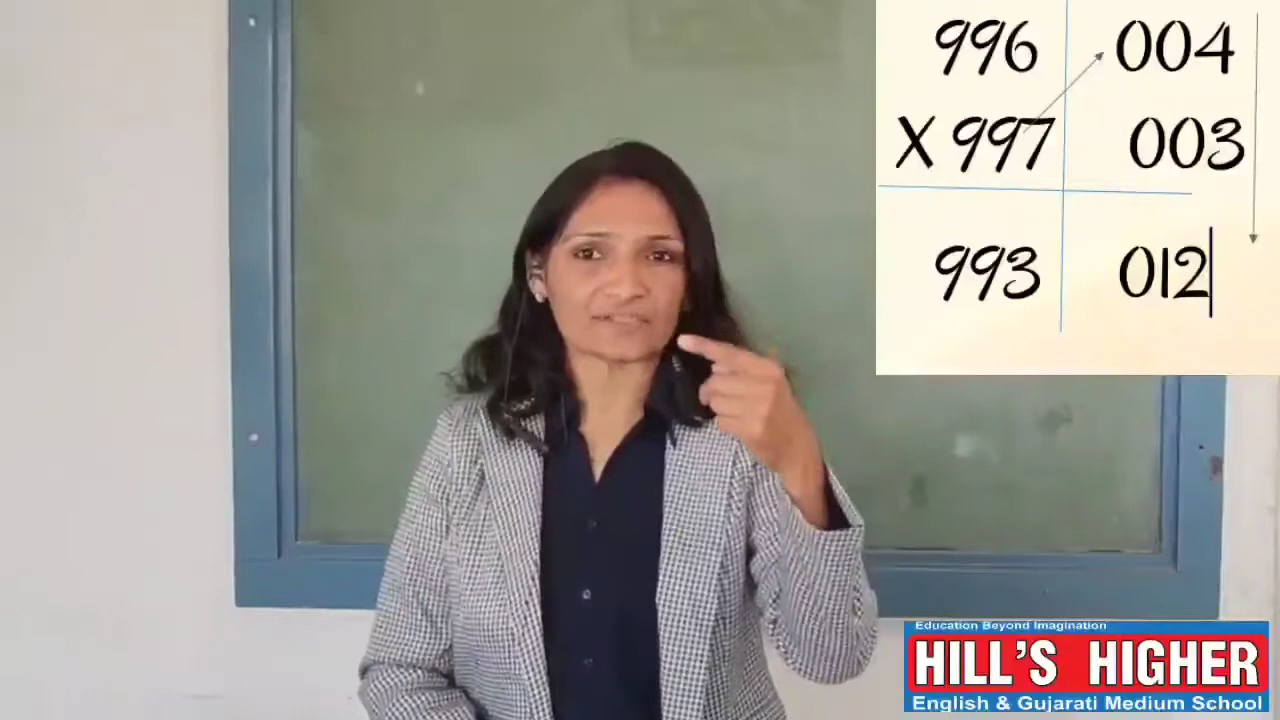 996 004
X 997 003
993 012
Education Beyond Imagination
HILL'S HIGHER
English & Gujarati Medium School